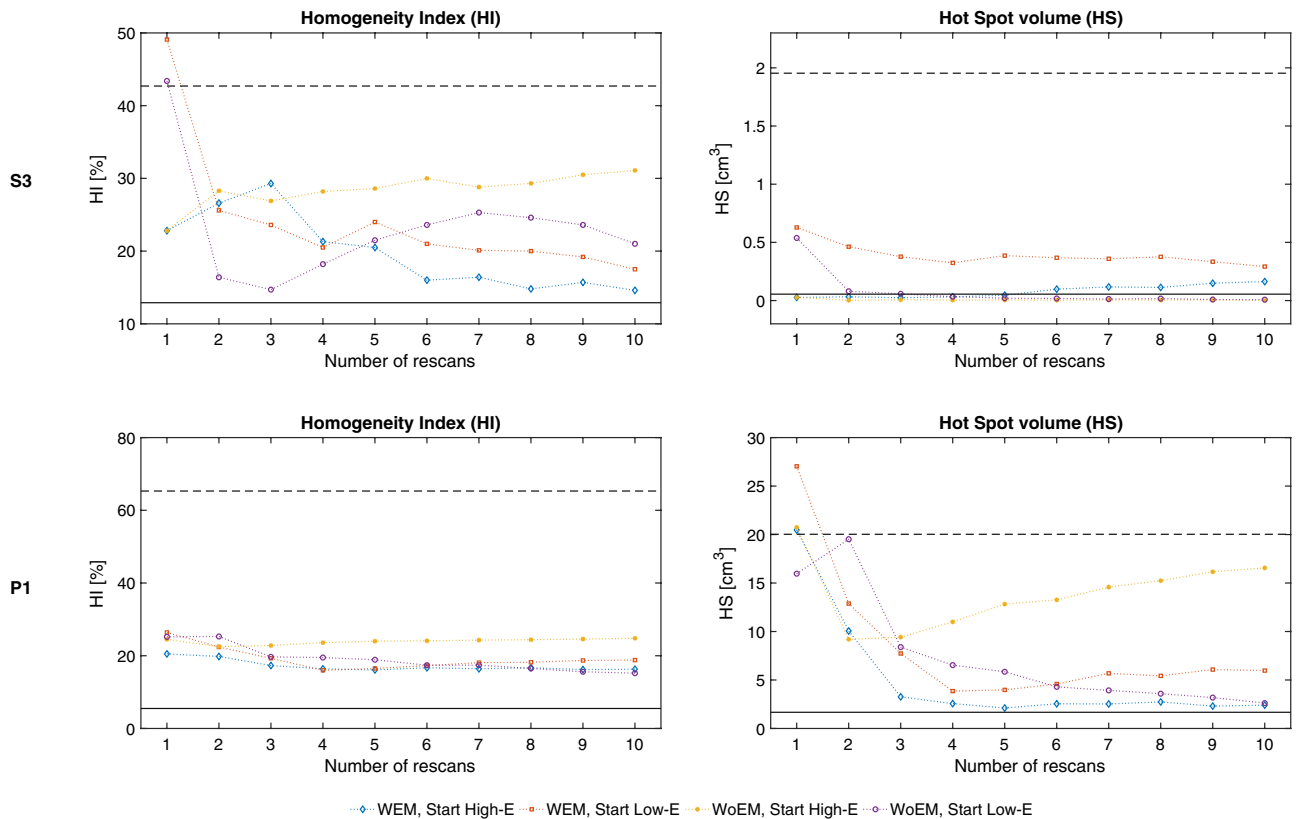 Homogeneity Index (HI)
Hot Spot volume (HS)
S3
HI [%]
50
40
30
20
10
1 2 3 4 5 6 7 8 9 10
Number of rescans
HS [cm³]
2
1.5
1
0.5
0
1 2 3 4 5 6 7 8 9 10
Number of rescans
Homogeneity Index (HI)
Hot Spot volume (HS)
P1
HI [%]
80
60
40
20
0
1 2 3 4 5 6 7 8 9 10
Number of rescans
HS [cm³]
30
25
20
15
10
5
0
1 2 3 4 5 6 7 8 9 10
Number of rescans
WEM, Start High-E WEM, Start Low-E WoEM, Start High-E WoEM, Start Low-E